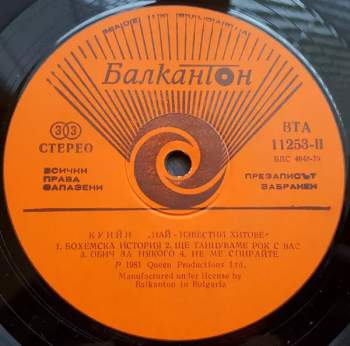 Балкантон
33
СТЕРЕО
ВТА
11253-II
ВСИЧКИ
ПРАВА
ЗАПАЗЕНИ
ПРЕЗАПИСЪТ
ЗАБРАНЕН
КУИЙН „НАЙ-ИЗВЕСТНИ ХИТОВЕ“
1. БОХЕМСКА ИСТОРИЯ 2. ЩЕ ТАНЦУВАМЕ РОК С ВАС
3. ОБИЧ ЗА НЯКОГО 4. НЕ МЕ СПИРАЙТЕ
P 1981 Queen Productions Ltd.
Manufactured under license by
Balkanton in Bulgaria